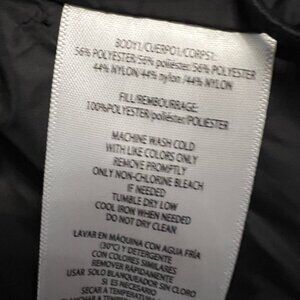 BODY1/CUERPO1/CORPS1:
56% POLYESTER/56% poliéster/56% POLYESTER
44% NYLON/44% nylon /44% NYLON
FILL/REMBOURRAGE:
100%POLYESTER/poliéster/POLIESTER
MACHINE WASH COLD
WITH LIKE COLORS ONLY
REMOVE PROMPTLY
ONLY NON-CHLORINE BLEACH
IF NEEDED
TUMBLE DRY LOW
COOL IRON WHEN NEEDED
DO NOT DRY CLEAN
LAVAR EN MÁQUINA CON AGUA FRÍA
(30°C) Y DETERGENTE
CON COLORES SIMILARES
REMOVER RÁPIDAMENTE
USAR SOLO BLANQUEADOR SIN CLORO
SI ES NECESARIO
SECAR A TEMPERATURA